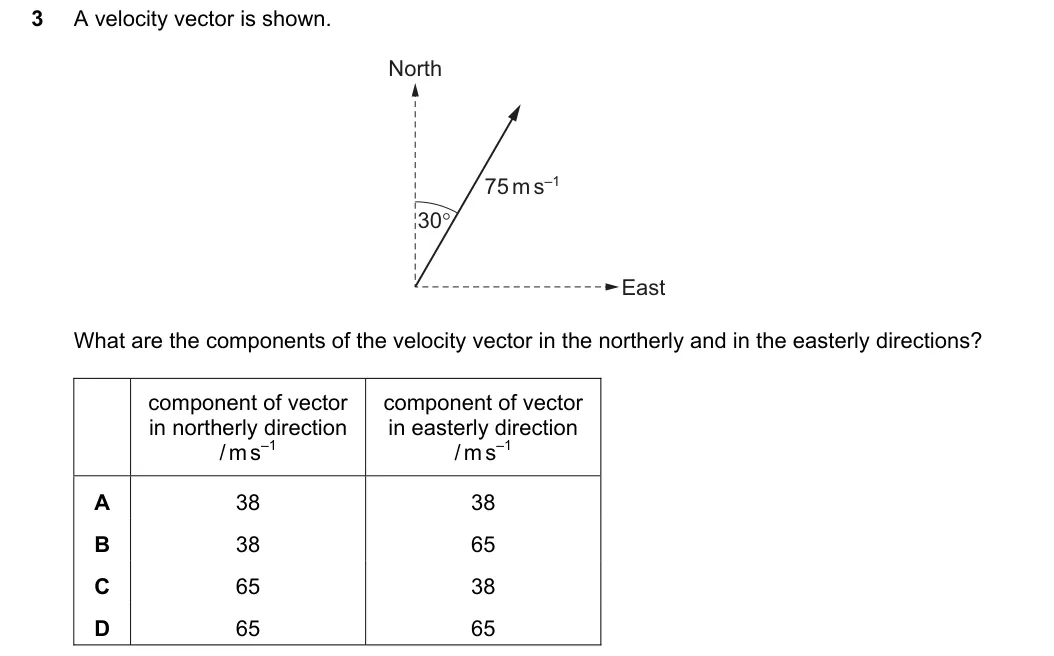 3 A velocity vector is shown.
North
75 m s⁻¹
30°
East
What are the components of the velocity vector in the northerly and in the easterly directions?
component of vector in northerly direction / m s⁻¹ component of vector in easterly direction / m s⁻¹
A 38 38
B 38 65
C 65 38
D 65 65